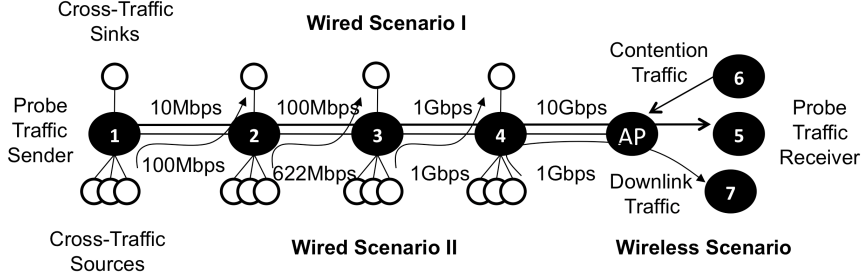 Cross-Traffic
Sinks
Wired Scenario I
Contention
Traffic
6
Probe
Traffic
Sender
10Mbps
100Mbps
1Gbps
10Gbps
1
2
3
4
AP
5
Probe
Traffic
Receiver
100Mbps
622Mbps
1Gbps
1Gbps
Downlink
Traffic
7
Cross-Traffic
Sources
Wired Scenario II
Wireless Scenario